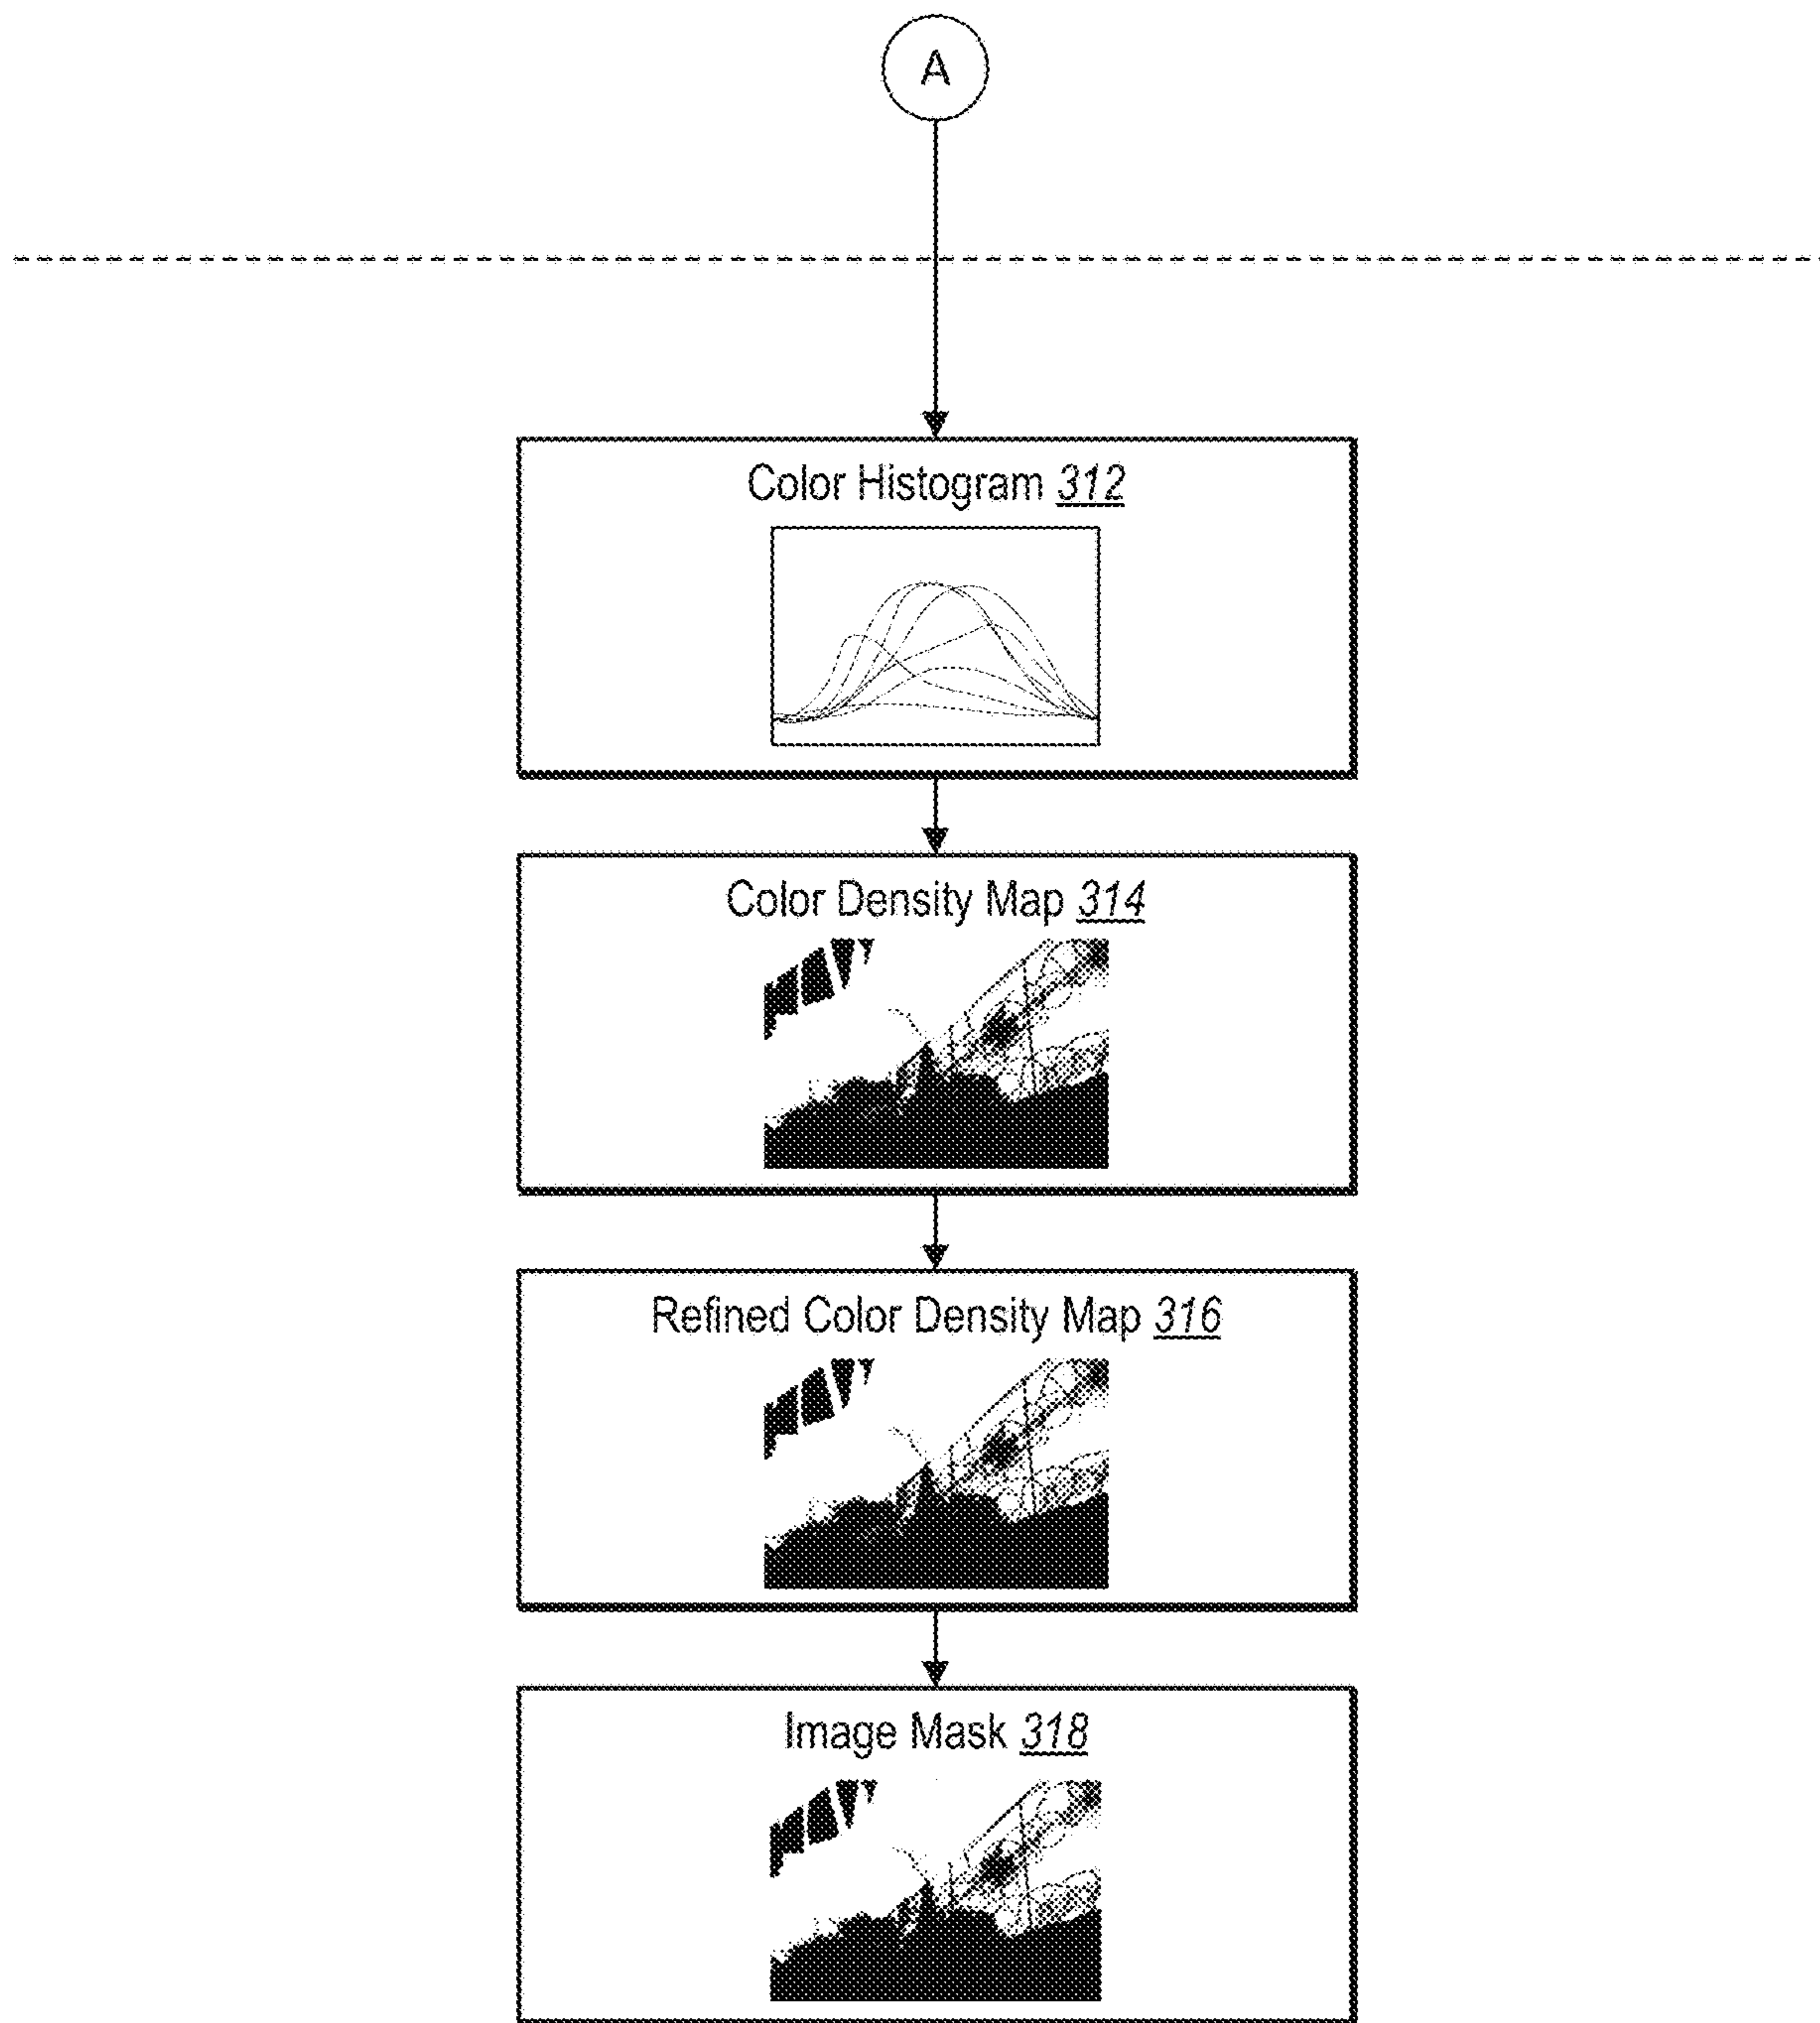 A
Color Histogram 312
Color Density Map 314
Refined Color Density Map 316
Image Mask 318